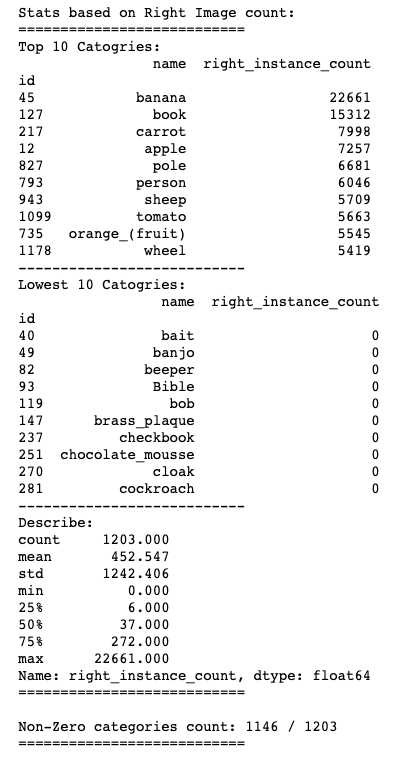 Stats based on Right Image count:
===========================
Top 10 Catogries:
name right_instance_count
id
45 banana 22661
127 book 15312
217 carrot 7998
12 apple 7257
827 pole 6681
793 person 6046
943 sheep 5709
1099 tomato 5663
735 orange_(fruit) 5545
1178 wheel 5419
---------------------------
Lowest 10 Catogries:
name right_instance_count
id
40 bait 0
49 banjo 0
82 beeper 0
93 Bible 0
119 bob 0
147 brass_plaque 0
237 checkbook 0
251 chocolate_mousse 0
270 cloak 0
281 cockroach 0
---------------------------
Describe:
count 1203.000
mean 452.547
std 1242.406
min 0.000
25% 6.000
50% 37.000
75% 272.000
max 22661.000
Name: right_instance_count, dtype: float64
===========================
Non-Zero categories count: 1146 / 1203
===========================